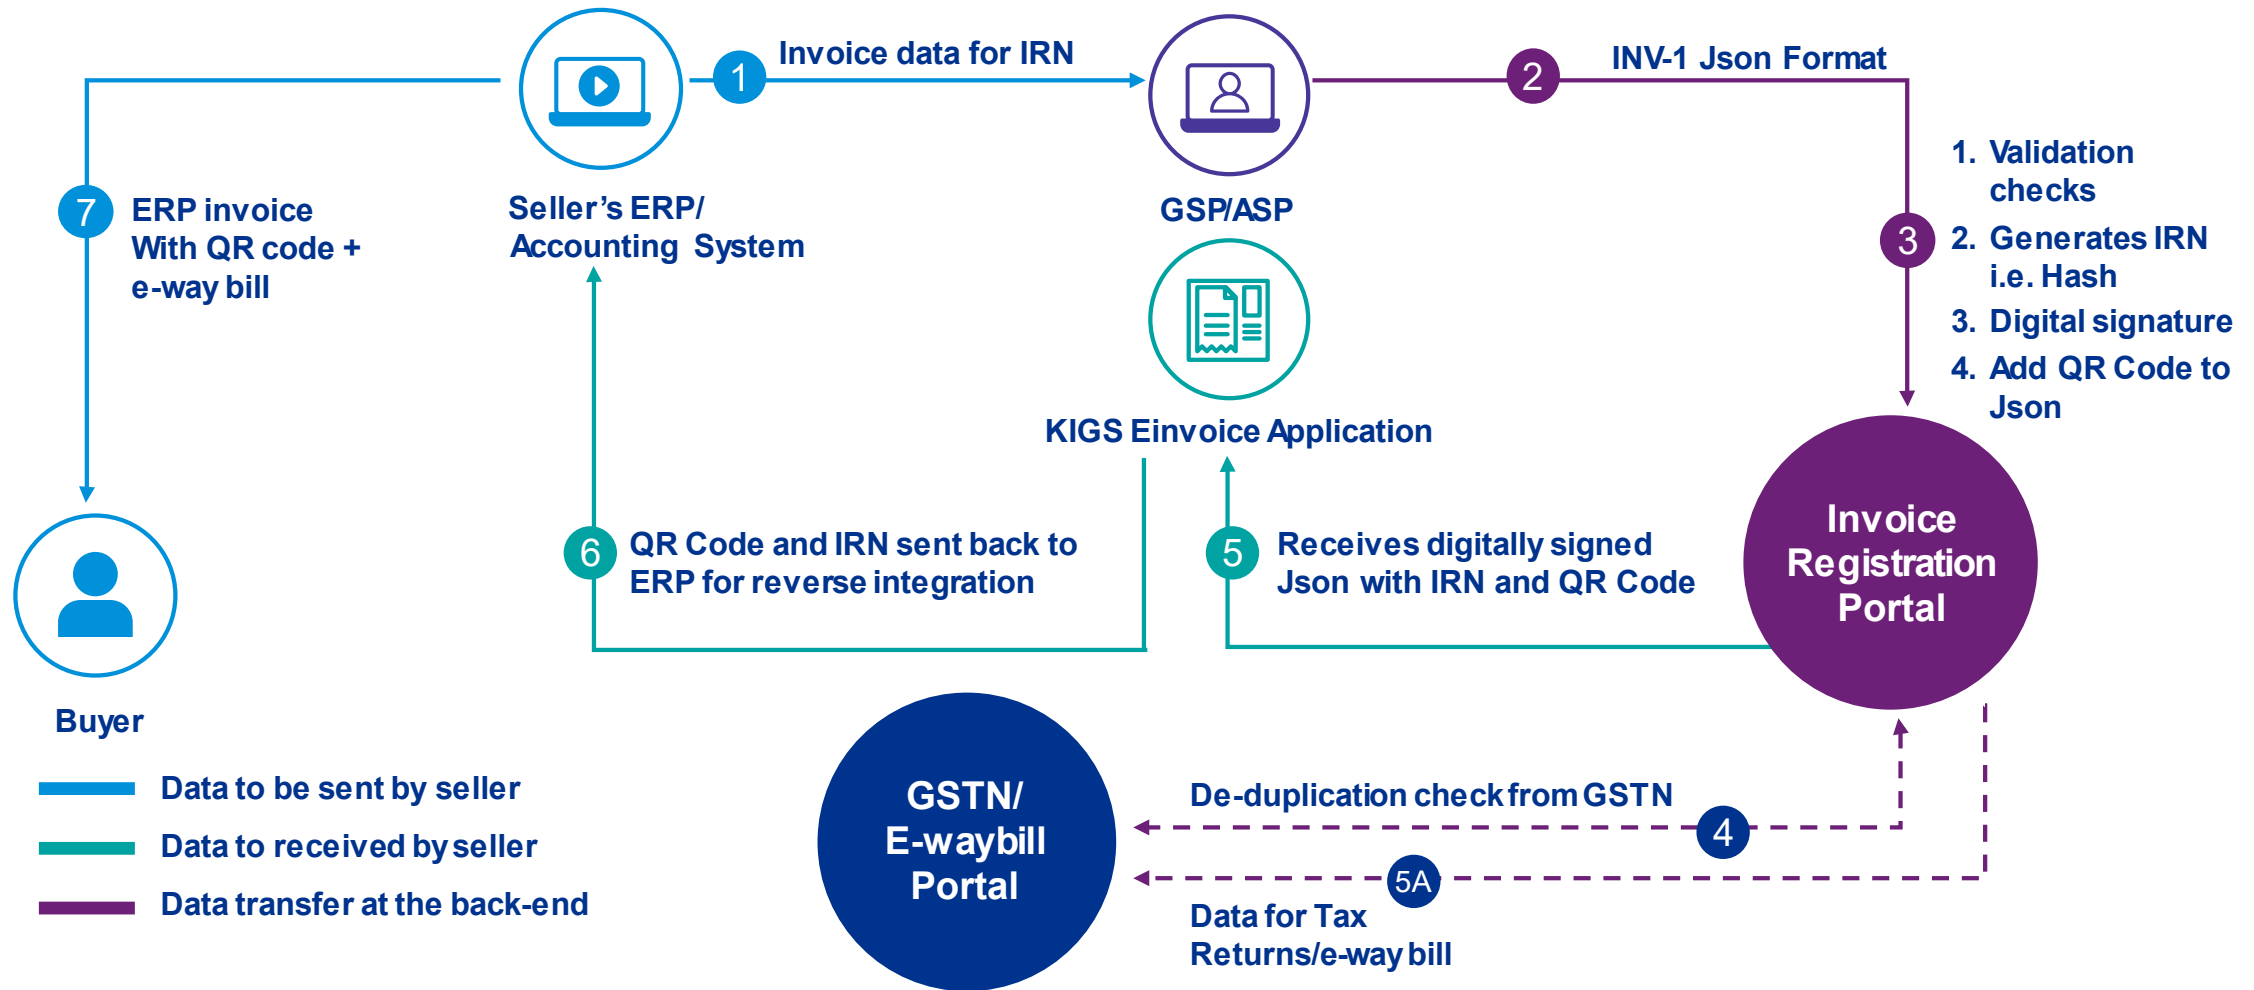 1
Invoice data for IRN
2
INV-1 Json Format
7
ERP invoice
With QR code +
e-way bill
Seller's ERP/
Accounting System
GSP/ASP
3
1. Validation
checks
2. Generates IRN
i.e. Hash
3. Digital signature
4. Add QR Code to
Json
KIGS Einvoice Application
6
QR Code and IRN sent back to
ERP for reverse integration
5
Receives digitally signed
Json with IRN and QR Code
Invoice
Registration
Portal
Buyer
Data to be sent by seller
Data to received by seller
Data transfer at the back-end
GSTN/
E-waybill
Portal
De-duplication check from GSTN
4
5A
Data for Tax
Returns/e-way bill